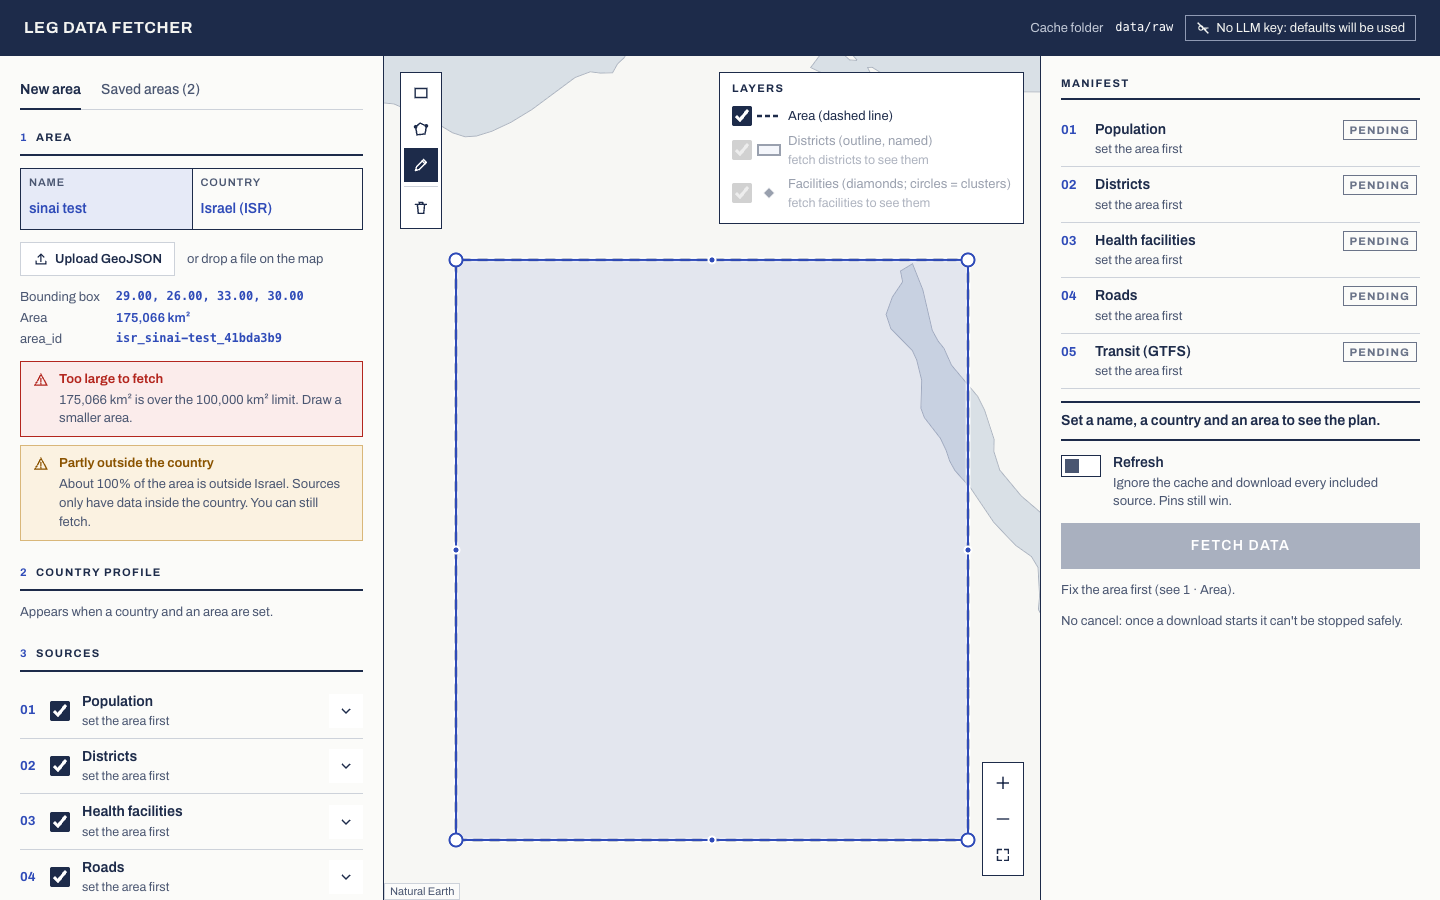 LEG DATA FETCHER
Cache folder data/raw No LLM key: defaults will be used
New area Saved areas (2)
1 AREA
NAME
sinai test
COUNTRY
Israel (ISR)
Upload GeoJSON or drop a file on the map
Bounding box 29.00, 26.00, 33.00, 30.00
Area 175,066 km²
area_id isr_sinai-test_41bda3b9
Too large to fetch
175,066 km² is over the 100,000 km² limit. Draw a
smaller area.
Partly outside the country
About 100% of the area is outside Israel. Sources
only have data inside the country. You can still
fetch.
2 COUNTRY PROFILE
Appears when a country and an area are set.
3 SOURCES
01 Population
set the area first
02 Districts
set the area first
03 Health facilities
set the area first
04 Roads
set the area first
LAYERS
Area (dashed line)
Districts (outline, named)
fetch districts to see them
Facilities (diamonds; circles = clusters)
fetch facilities to see them
Natural Earth
MANIFEST
01 Population PENDING
set the area first
02 Districts PENDING
set the area first
03 Health facilities PENDING
set the area first
04 Roads PENDING
set the area first
05 Transit (GTFS) PENDING
set the area first
Set a name, a country and an area to see the plan.
Refresh
Ignore the cache and download every included
source. Pins still win.
FETCH DATA
Fix the area first (see 1 · Area).
No cancel: once a download starts it can't be stopped safely.